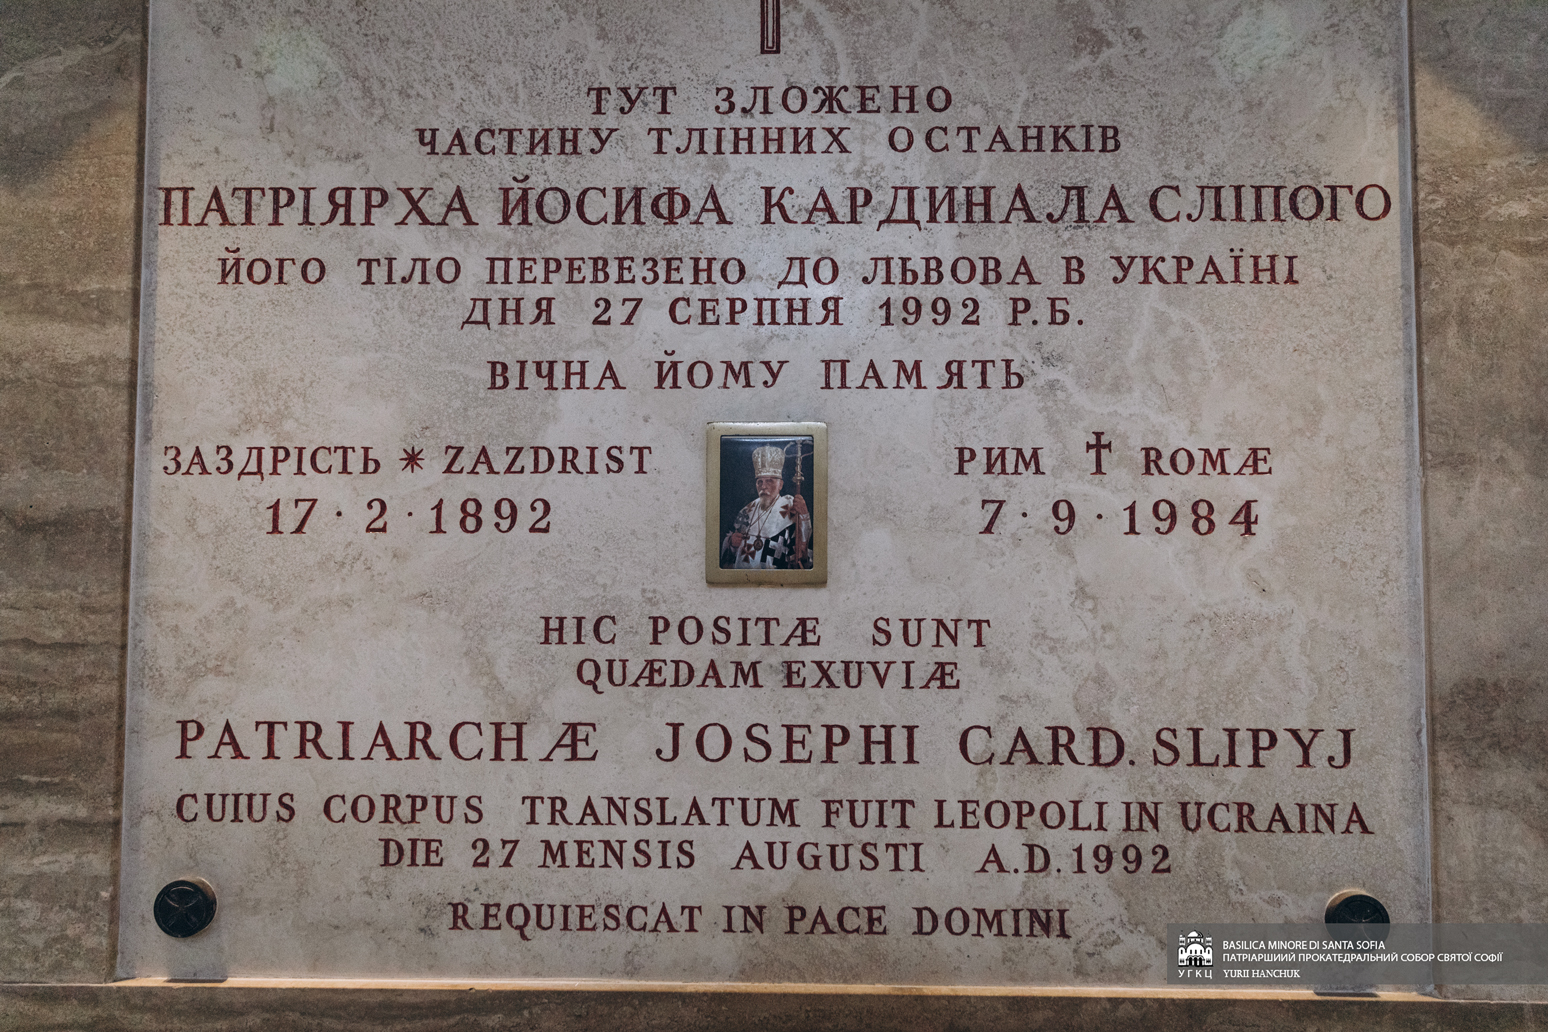 ТУТ ЗЛОЖЕНО
ЧАСТИНУ ТЛІННИХ ОСТАНКІВ
ПАТРІЯРХА ЙОСИФА КАРДИНАЛА СЛІПОГО
ЙОГО ТІЛО ПЕРЕВЕЗЕНО ДО ЛЬВОВА В УКРАЇНІ
ДНЯ 27 СЕРПНЯ 1992 Р.Б.
ВІЧНА ЙОМУ ПАМЯТЬ
ЗАЗДРІСТЬ ✴ ZAZDRIST
17·2·1892
РИМ † ROMÆ
7·9·1984
HIC POSITÆ SUNT
QUÆDAM EXUVIÆ
PATRIARCHÆ JOSEPHI CARD. SLIPYJ
CUIUS CORPUS TRANSLATUM FUIT LEOPOLI IN UCRAINA
DIE 27 MENSIS AUGUSTI A.D.1992
REQUIESCAT IN PACE DOMINI
BASILICA MINORE DI SANTA SOFIA
ПАТРІАРШИИЙ ПРОКАТЕДРАЛЬНИЙ СОБОР СВЯТОЇ СОФІЇ
УГКЦ YURII HANCHUK